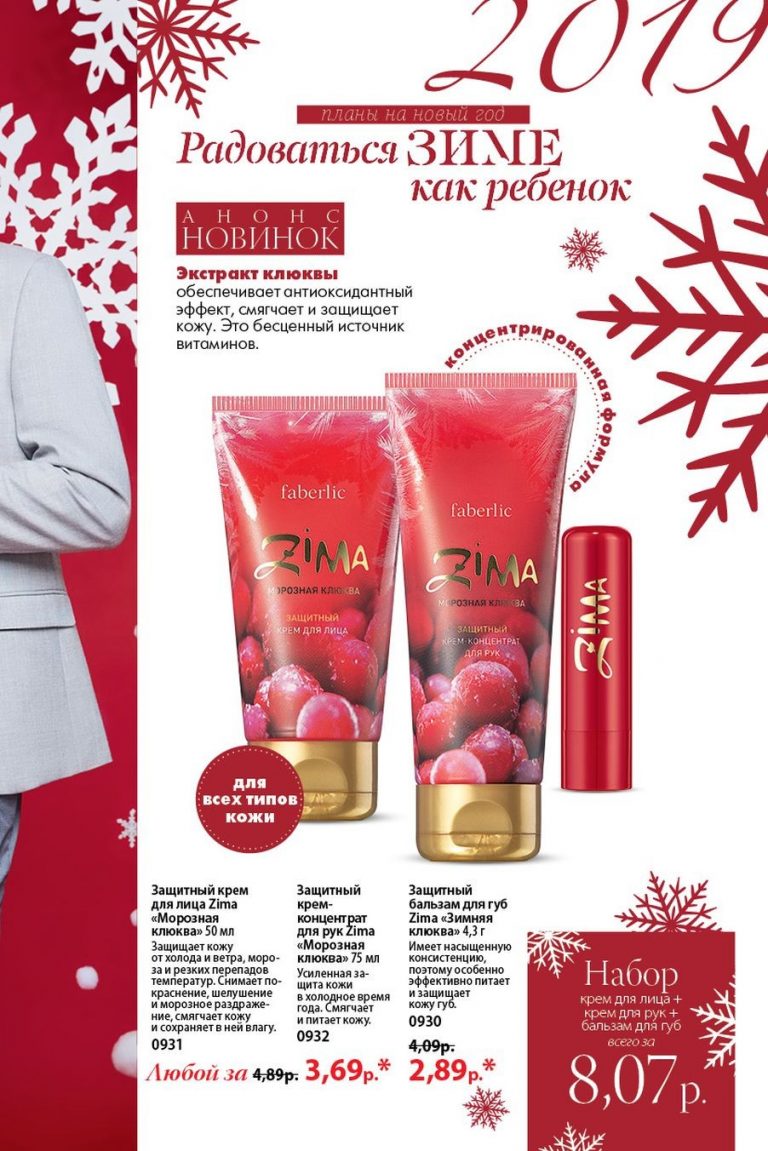 2019
планы на новый год
Радоваться ЗИМЕ
как ребенок
АНОНС
НОВИНОК
Экстракт клюквы
обеспечивает антиоксидантный
эффект, смягчает и защищает
кожу. Это бесценный источник
витаминов.
концентрированная формула
faberlic
ZiMA
МОРОЗНАЯ КЛЮКВА
ЗАЩИТНЫЙ
КРЕМ ДЛЯ ЛИЦА
faberlic
ZiMA
МОРОЗНАЯ КЛЮКВА
ЗАЩИТНЫЙ
КРЕМ-КОНЦЕНТРАТ
ДЛЯ РУК
ZiMA
для
всех типов
кожи
Защитный крем
для лица Zima
«Морозная
клюква» 50 мл
Защищает кожу
от холода и ветра, моро-
за и резких перепадов
температур. Снимает по-
краснение, шелушение
и морозное раздраже-
ние, смягчает кожу
и сохраняет в ней влагу.
0931
Защитный
крем-
концентрат
для рук Zima
«Морозная
клюква» 75 мл
Усиленная за-
щита кожи
в холодное время
года. Смягчает
и питает кожу.
0932
Любой за 4,89р. 3,69р.*
Защитный
бальзам для губ
Zima «Зимняя
клюква» 4,3 г
Имеет насыщенную
консистенцию,
поэтому особенно
эффективно питает
и защищает
кожу губ.
0930
4,09р.
2,89р.*
Набор
крем для лица +
крем для рук +
бальзам для губ
всего за
8,07 р.